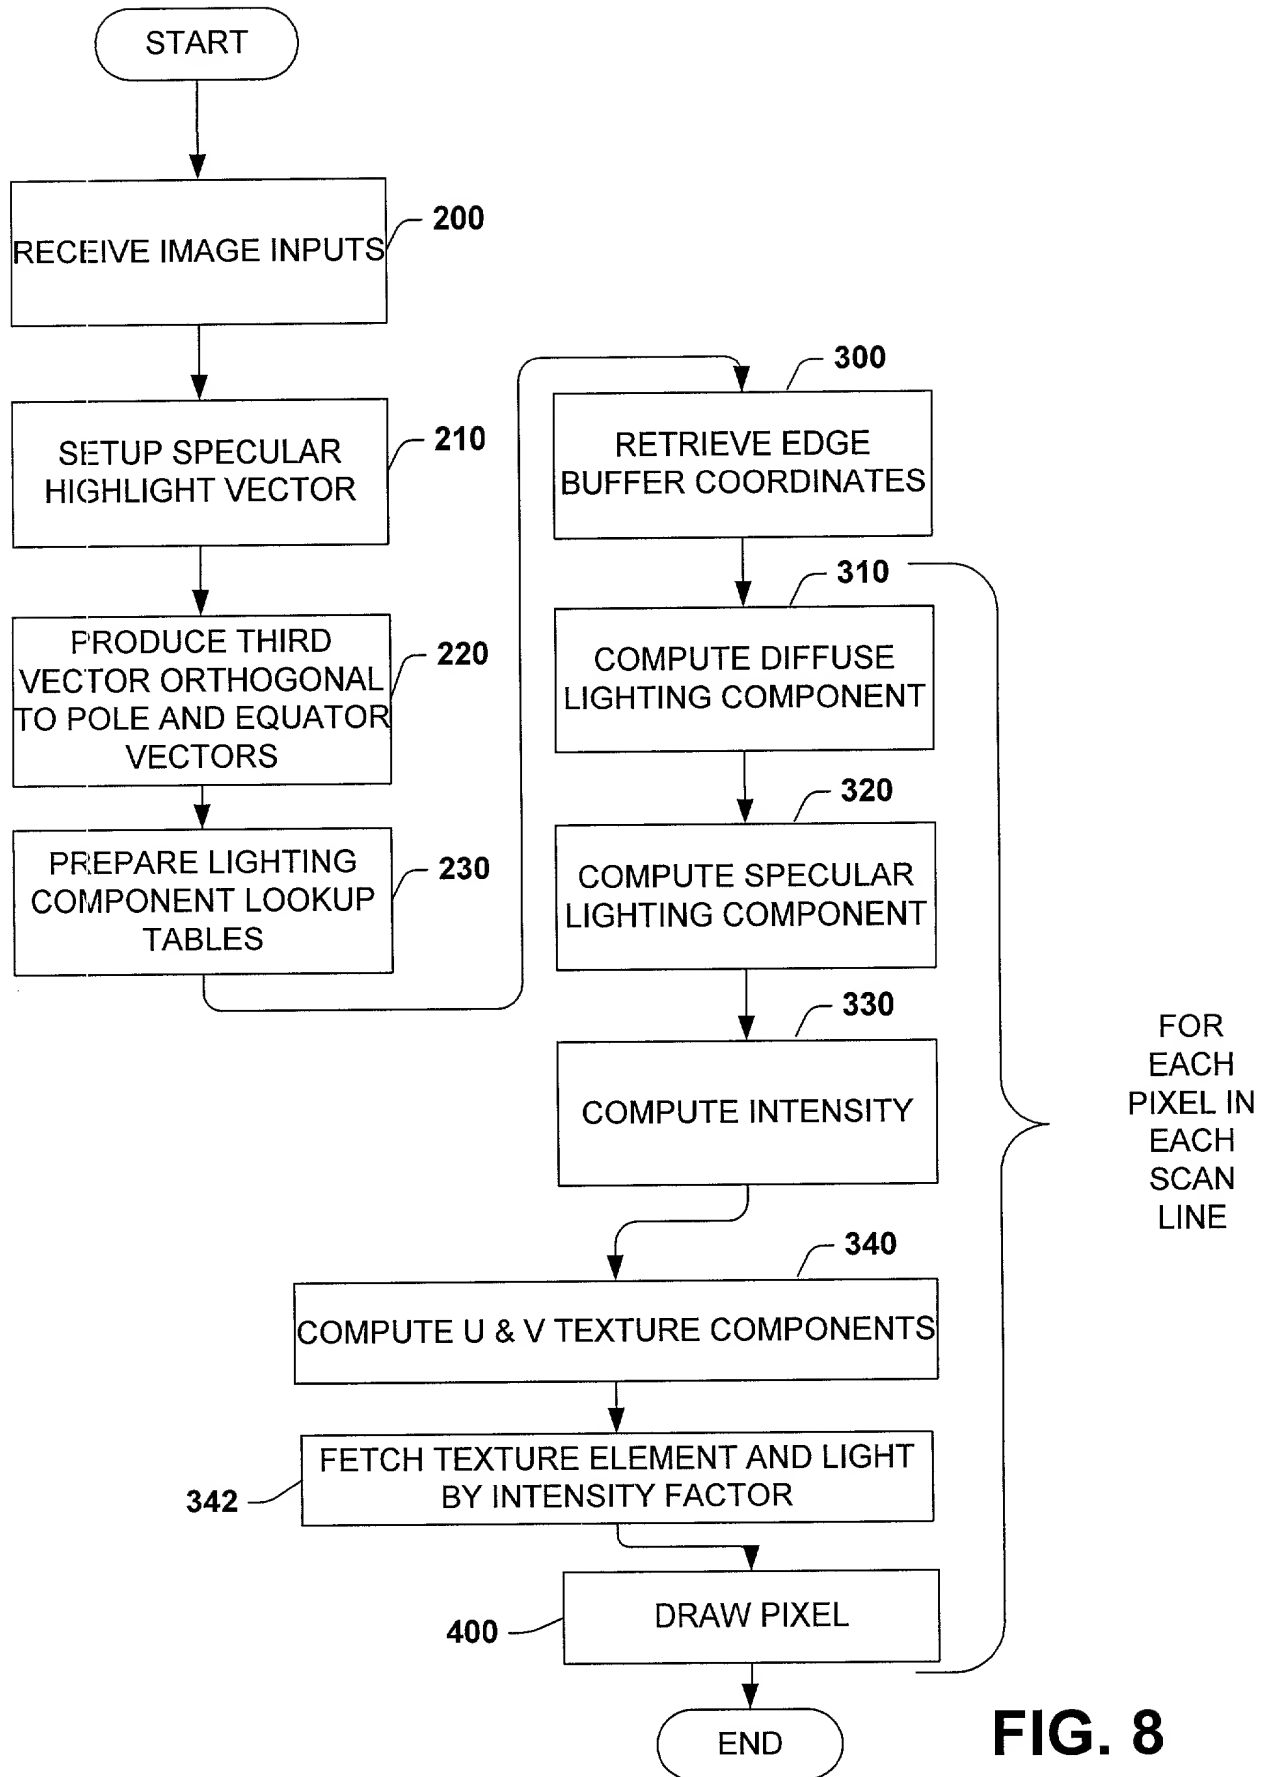 START
RECEIVE IMAGE INPUTS
200
SETUP SPECULAR
HIGHLIGHT VECTOR
210
PRODUCE THIRD
VECTOR ORTHOGONAL
TO POLE AND EQUATOR
VECTORS
220
PREPARE LIGHTING
COMPONENT LOOKUP
TABLES
230
300
RETRIEVE EDGE
BUFFER COORDINATES
310
COMPUTE DIFFUSE
LIGHTING COMPONENT
320
COMPUTE SPECULAR
LIGHTING COMPONENT
330
COMPUTE INTENSITY
340
COMPUTE U & V TEXTURE COMPONENTS
FETCH TEXTURE ELEMENT AND LIGHT
BY INTENSITY FACTOR
342
DRAW PIXEL
400
END
FOR
EACH
PIXEL IN
EACH
SCAN
LINE
FIG. 8